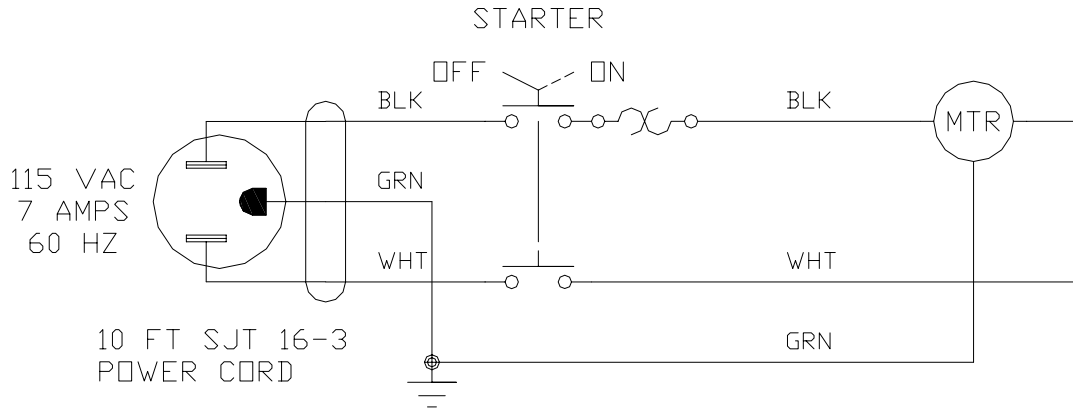 STARTER
OFF ON
BLK
BLK
MTR
115 VAC
7 AMPS
60 HZ
GRN
WHT
WHT
10 FT SJT 16-3
POWER CORD
GRN